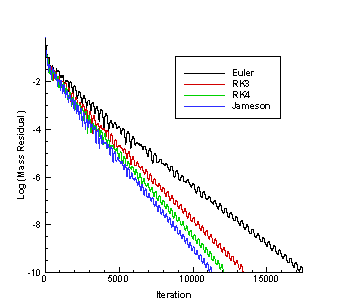 Euler
RK3
RK4
Jameson
Log (Mass Residual)
-2
-4
-6
-8
-10
0
5000
10000
15000
Iteration